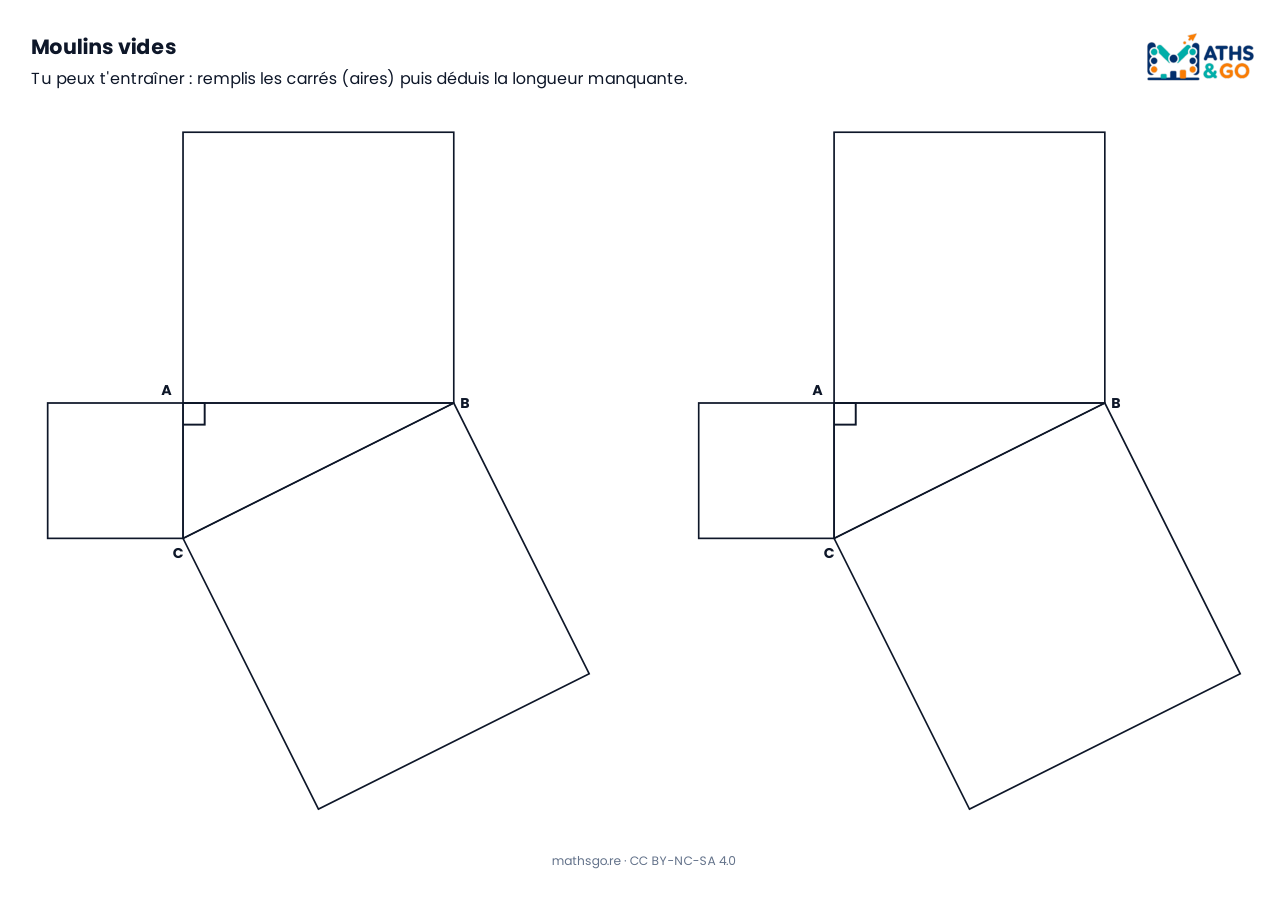 Moulins vides
Tu peux t'entraîner : remplis les carrés (aires) puis déduis la longueur manquante.
MATHS
&GO
A
B
C
A
B
C
mathsgo.re · CC BY-NC-SA 4.0